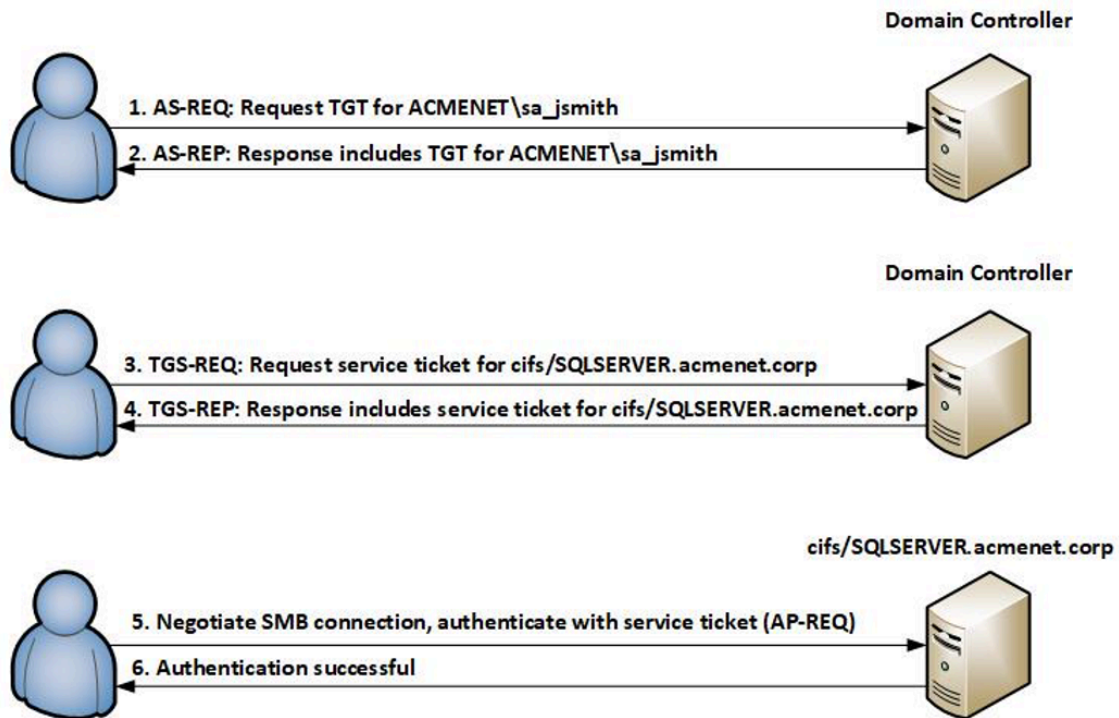 Domain Controller
1. AS-REQ: Request TGT for ACMENET\sa_jsmith
2. AS-REP: Response includes TGT for ACMENET\sa_jsmith
Domain Controller
3. TGS-REQ: Request service ticket for cifs/SQLSERVER.acmenet.corp
4. TGS-REP: Response includes service ticket for cifs/SQLSERVER.acmenet.corp
cifs/SQLSERVER.acmenet.corp
5. Negotiate SMB connection, authenticate with service ticket (AP-REQ)
6. Authentication successful